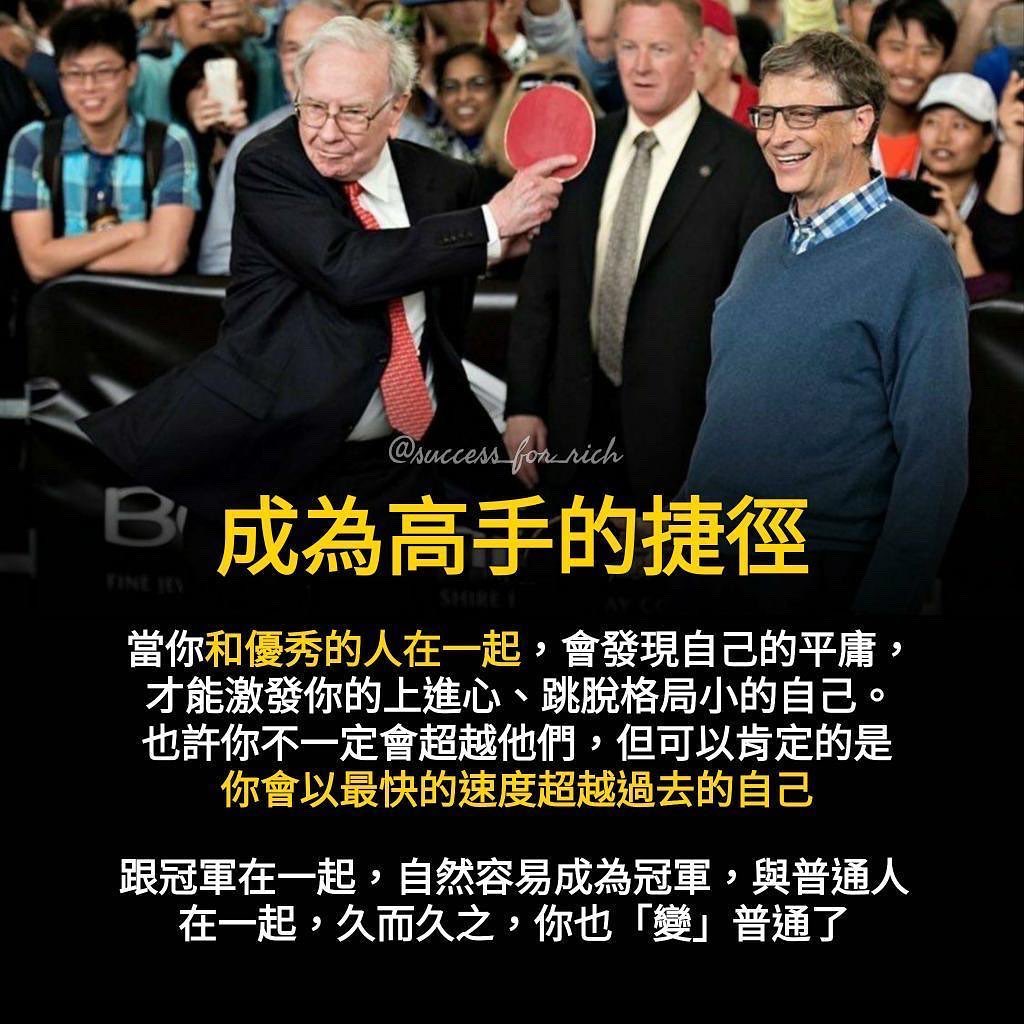 @success_for_rich
成為高手的捷徑
FINE JEW
SHIRE
當你和優秀的人在一起，會發現自己的平庸，
才能激發你的上進心、跳脫格局小的自己。
也許你不一定會超越他們，但可以肯定的是
你會以最快的速度超越過去的自己
跟冠軍在一起，自然容易成為冠軍，與普通人
在一起，久而久之，你也「變」普通了